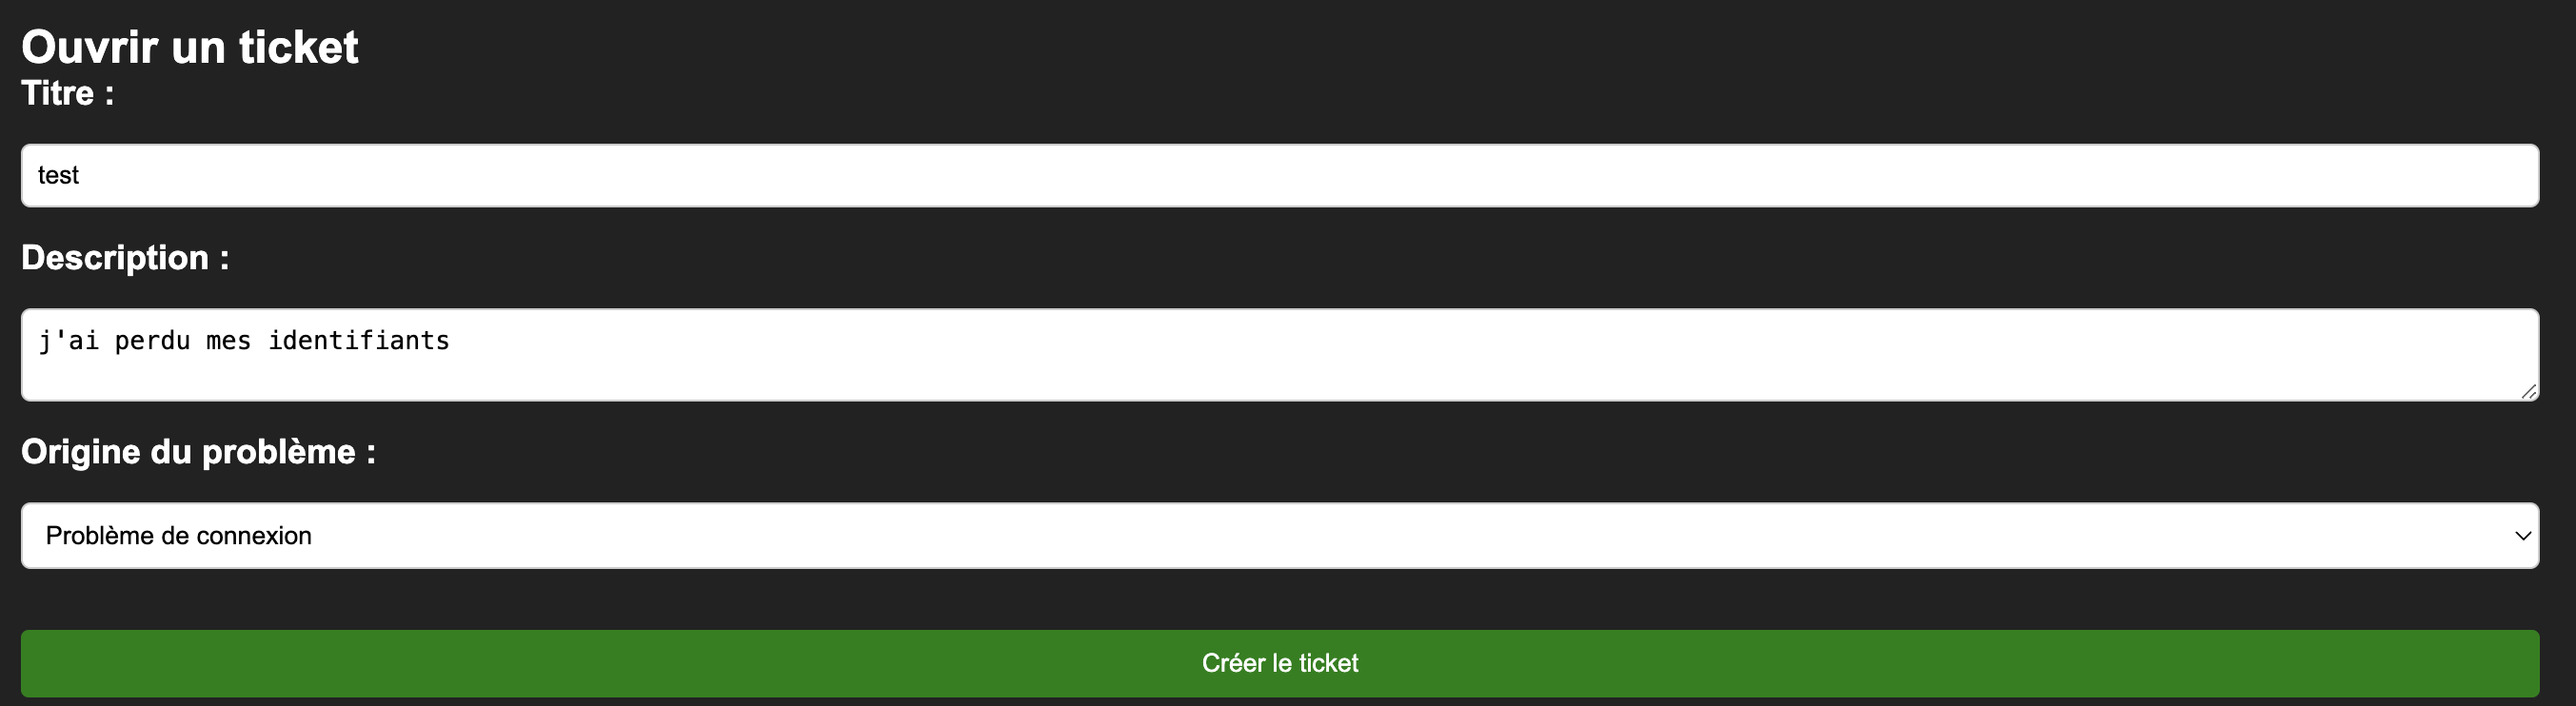 Ouvrir un ticket
Titre :
test
Description :
j'ai perdu mes identifiants
Origine du problème :
Problème de connexion
Créer le ticket